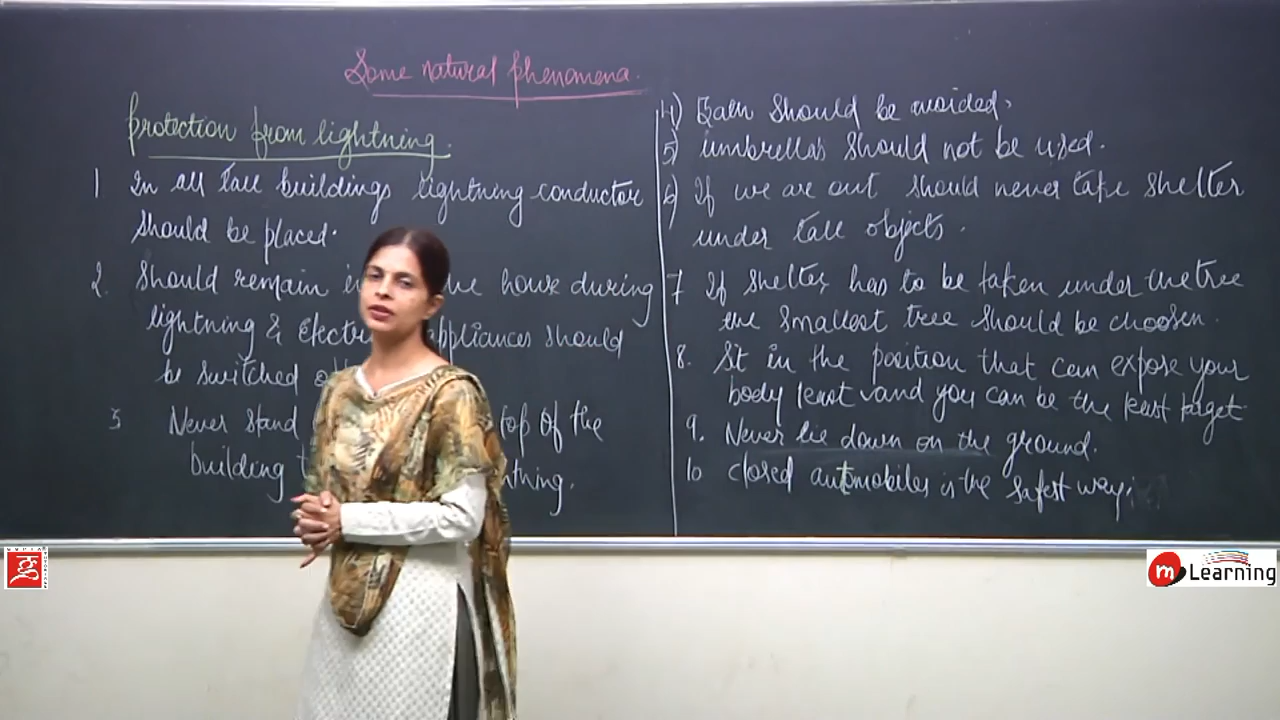 Some natural phenomena.
Protection from lightning.
1 In all tall buildings lightning conductor
should be placed.
2. Should remain house during
lightning & appliances should
be switched
3 Never stand top of the
building
4) should be avoided.
5) umbrellas should not be used.
6) If we are out should never take shelter
under tall objects.
7 If shelter has to be taken under the tree
the smallest tree should be choosen.
8. Sit in the position that can expose your
body least and you can be the least target
9. Never lie down on the ground.
10 closed automobiles is the safest way.
m Learning